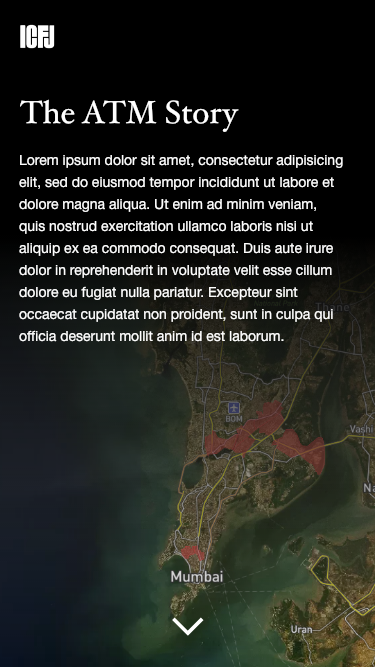 ICFJ
The ATM Story
Lorem ipsum dolor sit amet, consectetur adipisicing
elit, sed do eiusmod tempor incididunt ut labore et
dolore magna aliqua. Ut enim ad minim veniam,
quis nostrud exercitation ullamco laboris nisi ut
aliquip ex ea commodo consequat. Duis aute irure
dolor in reprehenderit in voluptate velit esse cillum
dolore eu fugiat nulla pariatur. Excepteur sint
Thane
occaecat cupidatat non proident, sunt in culpa qui
officia deserunt mollit anim id est laborum.
BOM
Vashi
Na
Mumbai
Uran